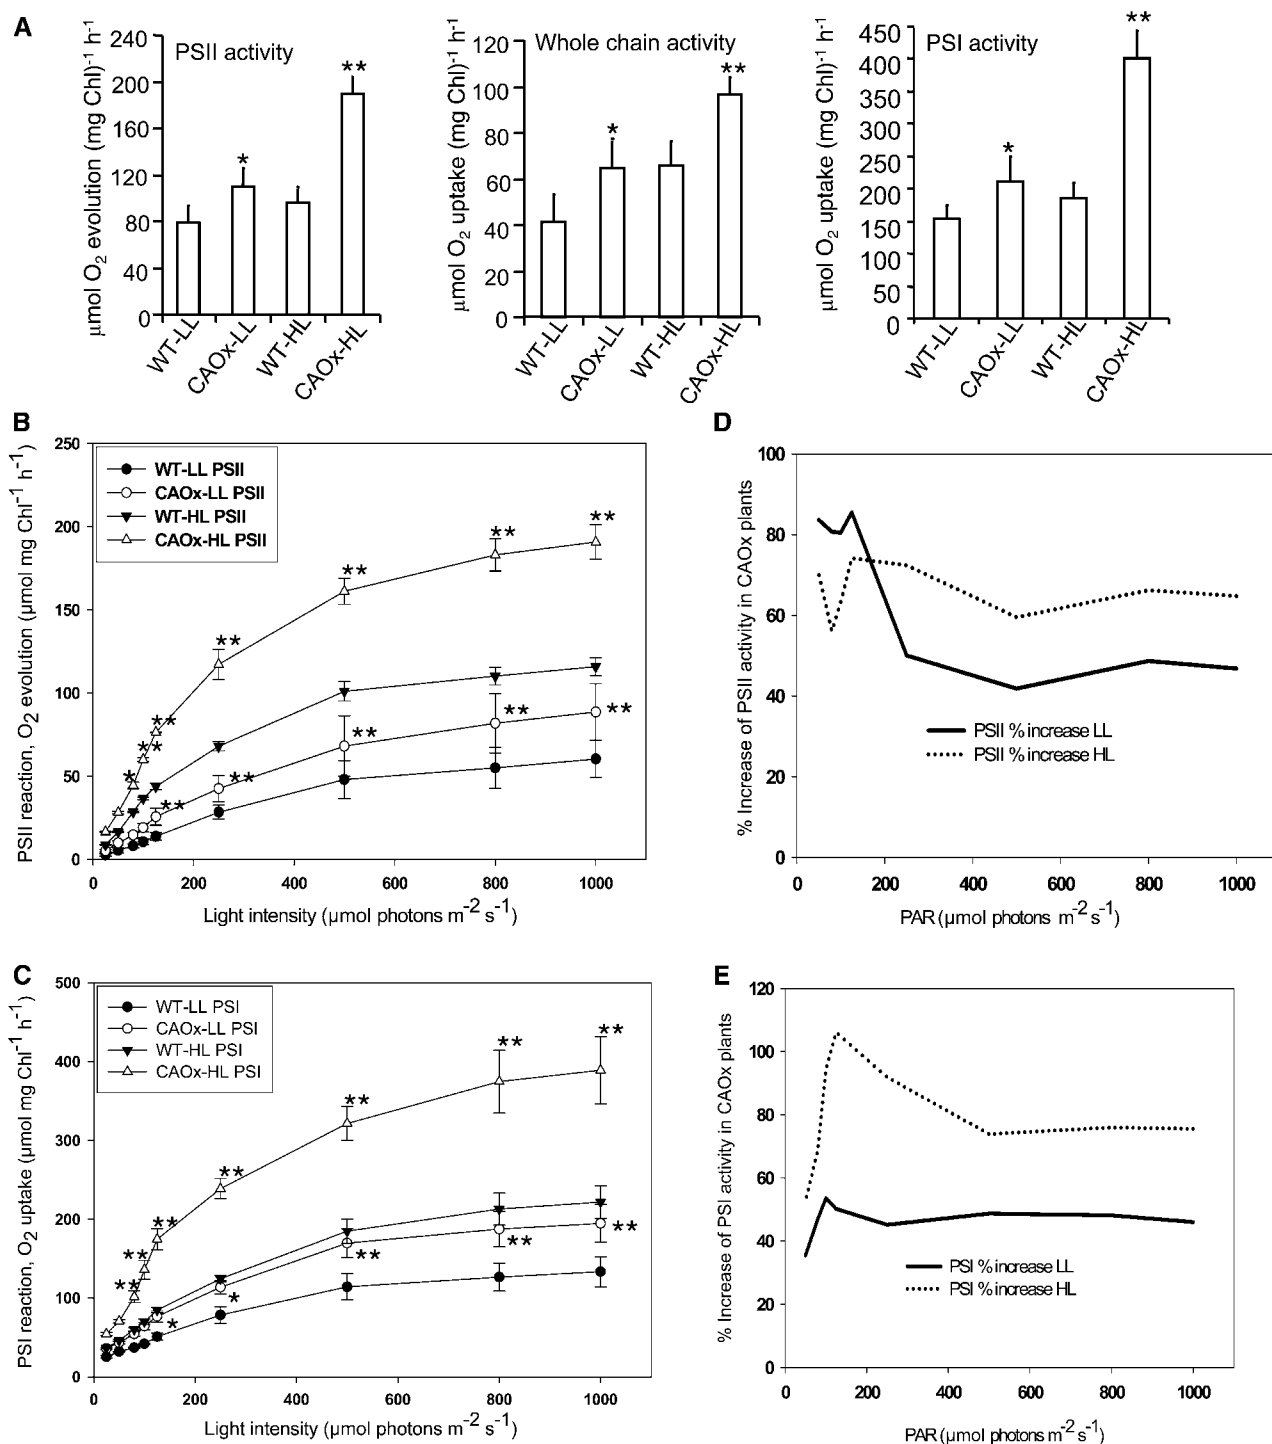 A
PSII activity
µmol O2 evolution (mg Chl)-1 h-1
240
200
160
120
80
40
0
*
**
WT-LL
CAOx-LL
WT-HL
CAOx-HL
Whole chain activity
µmol O2 uptake (mg Chl)-1 h-1
120
100
80
60
40
20
0
*
**
WT-LL
CAOx-LL
WT-HL
CAOx-HL
PSI activity
µmol O2 uptake (mg Chl)-1 h-1
450
400
350
300
250
200
150
100
50
0
*
**
WT-LL
CAOx-LL
WT-HL
CAOx-HL
B
PSII reaction, O2 evolution (µmol mg Chl-1 h-1)
250
200
150
100
50
0
WT-LL PSII
CAOx-LL PSII
WT-HL PSII
CAOx-HL PSII
**
**
**
**
**
**
*
**
**
**
**
**
0 200 400 600 800 1000
Light intensity (µmol photons m-2 s-1)
D
% Increase of PSII activity in CAOx plants
100
80
60
40
20
0
PSII % increase LL
PSII % increase HL
0 200 400 600 800 1000
PAR (µmol photons m-2 s-1)
C
PSI reaction, O2 uptake (µmol mg Chl-1 h-1)
500
400
300
200
100
0
WT-LL PSI
CAOx-LL PSI
WT-HL PSI
CAOx-HL PSI
**
**
**
**
**
**
**
**
**
**
*
*
0 200 400 600 800 1000
Light intensity (µmol photons m-2 s-1)
E
% Increase of PSI activity in CAOx plants
120
100
80
60
40
20
0
PSI % increase LL
PSI % increase HL
0 200 400 600 800 1000
PAR (µmol photons m-2 s-1)